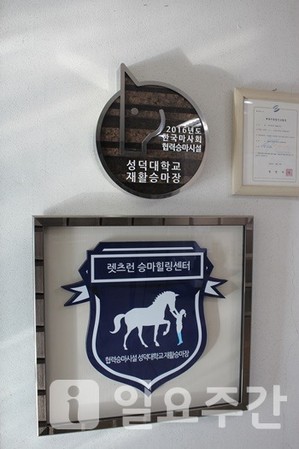 2016년도
한국마사회
협력승마시설
성덕대학교
재활승마장
렛츠런 승마힐링센터
협력승마시설 성덕대학교 재활승마장
일요주간